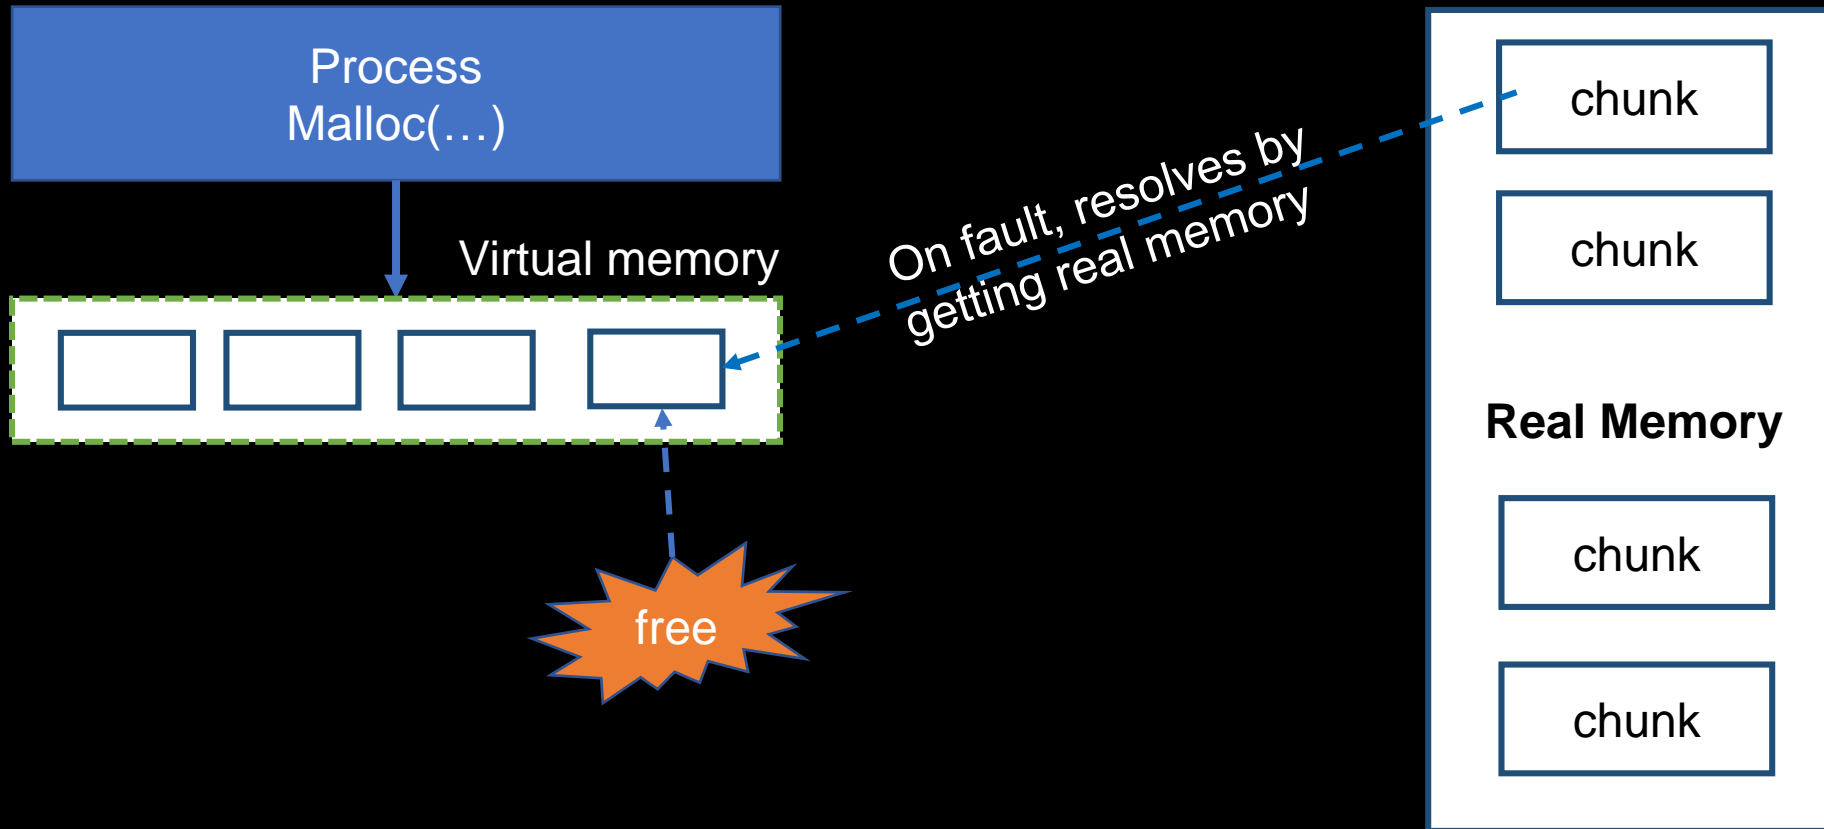 Process
Malloc(…)
Virtual memory
On fault, resolves by
getting real memory
free
chunk
chunk
Real Memory
chunk
chunk